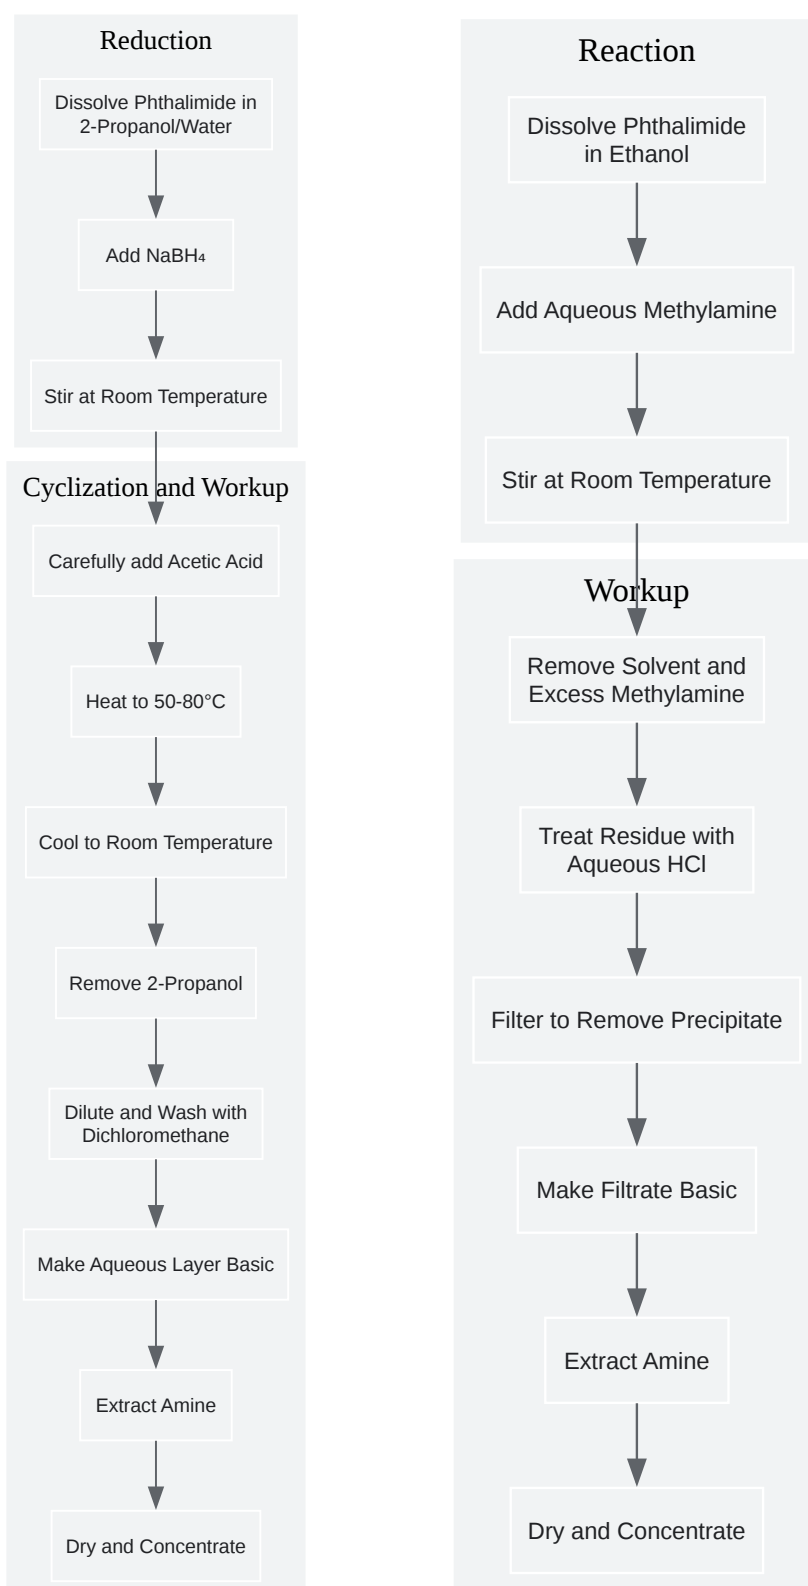 Reduction
Dissolve Phthalimide in
2-Propanol/Water
Add NaBH₄
Stir at Room Temperature
Cyclization and Workup
Carefully add Acetic Acid
Heat to 50-80°C
Cool to Room Temperature
Remove 2-Propanol
Dilute and Wash with
Dichloromethane
Make Aqueous Layer Basic
Extract Amine
Dry and Concentrate
Reaction
Dissolve Phthalimide
in Ethanol
Add Aqueous Methylamine
Stir at Room Temperature
Workup
Remove Solvent and
Excess Methylamine
Treat Residue with
Aqueous HCl
Filter to Remove Precipitate
Make Filtrate Basic
Extract Amine
Dry and Concentrate